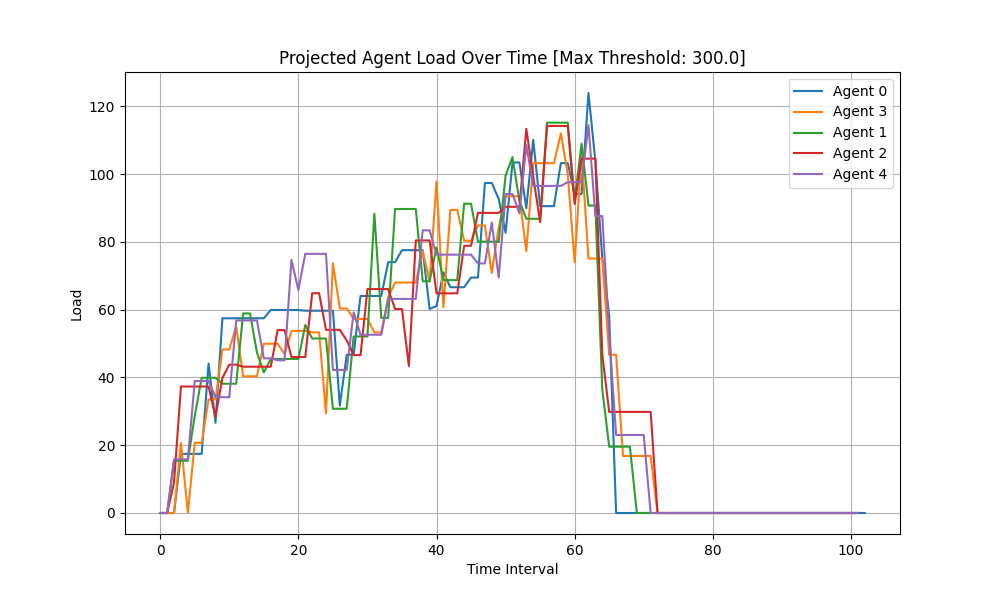 Projected Agent Load Over Time [Max Threshold: 300.0]
120
100
80
60
40
20
0
Load
Agent 0
Agent 3
Agent 1
Agent 2
Agent 4
0
20
40
60
80
100
Time Interval